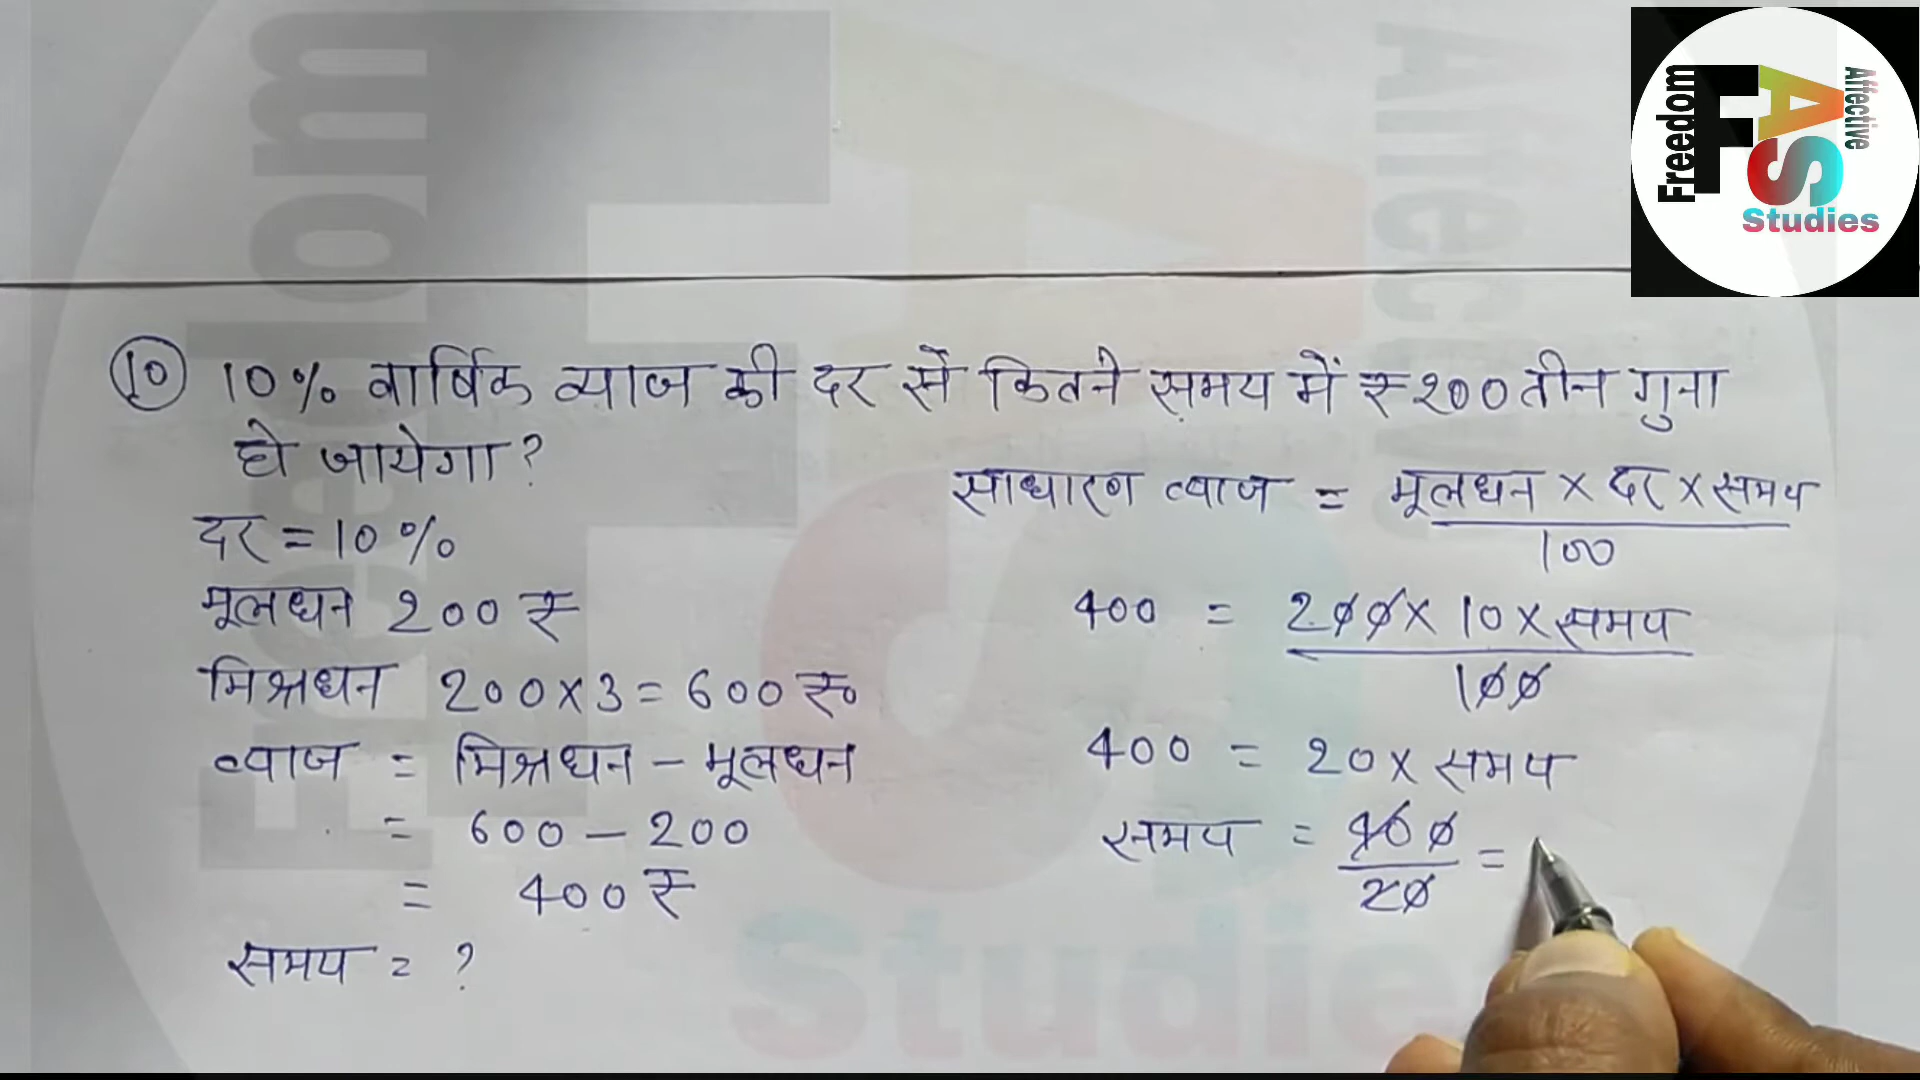 Freedom
FAS
Affective
Studies
⑩ 10% वार्षिक व्याज की दर से कितने समय में ₹ 200 तीन गुना
हो जायेगा?
दर = 10%
मूलधन 200 ₹
मिश्रधन 200 x 3 = 600 रु॰
व्याज = मिश्रधन - मूलधन
= 600 - 200
= 400 ₹
समय = ?
साधारण व्याज = मूलधन x दर x समय
100
400 = 200 x 10 x समय
100
400 = 20 x समय
समय = 400 =
20